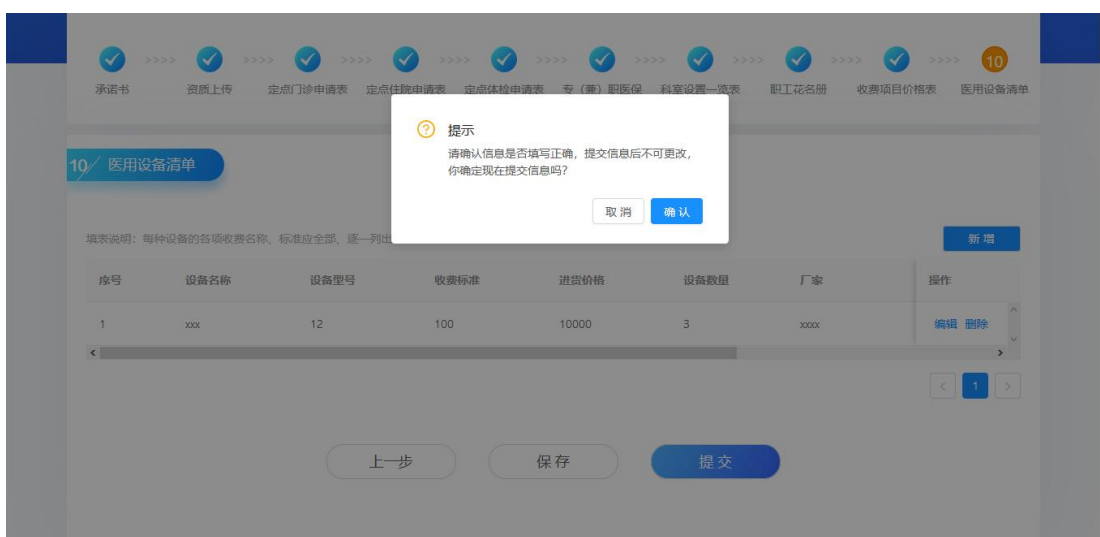 >>>> >>>> >>>> >>>> >>>> >>>> >>>> >>>> >>>> 10
承诺书 资质上传 定点门诊申请表 定点住院申请表 定点体检申请表 专（兼）职医保 科室设置一览表 职工花名册 收费项目价格表 医用设备清单
提示
请确认信息是否填写正确，提交信息后不可更改，
你确定现在提交信息吗？
取消 确认
10/ 医用设备清单
填表说明：每种设备的各项收费名称、标准应全部、逐一列出
新增
序号 设备名称 设备型号 收费标准 进货价格 设备数量 厂家 操作
1 xxx 12 100 10000 3 xxxx 编辑 删除
< 1 >
上一步 保存 提交